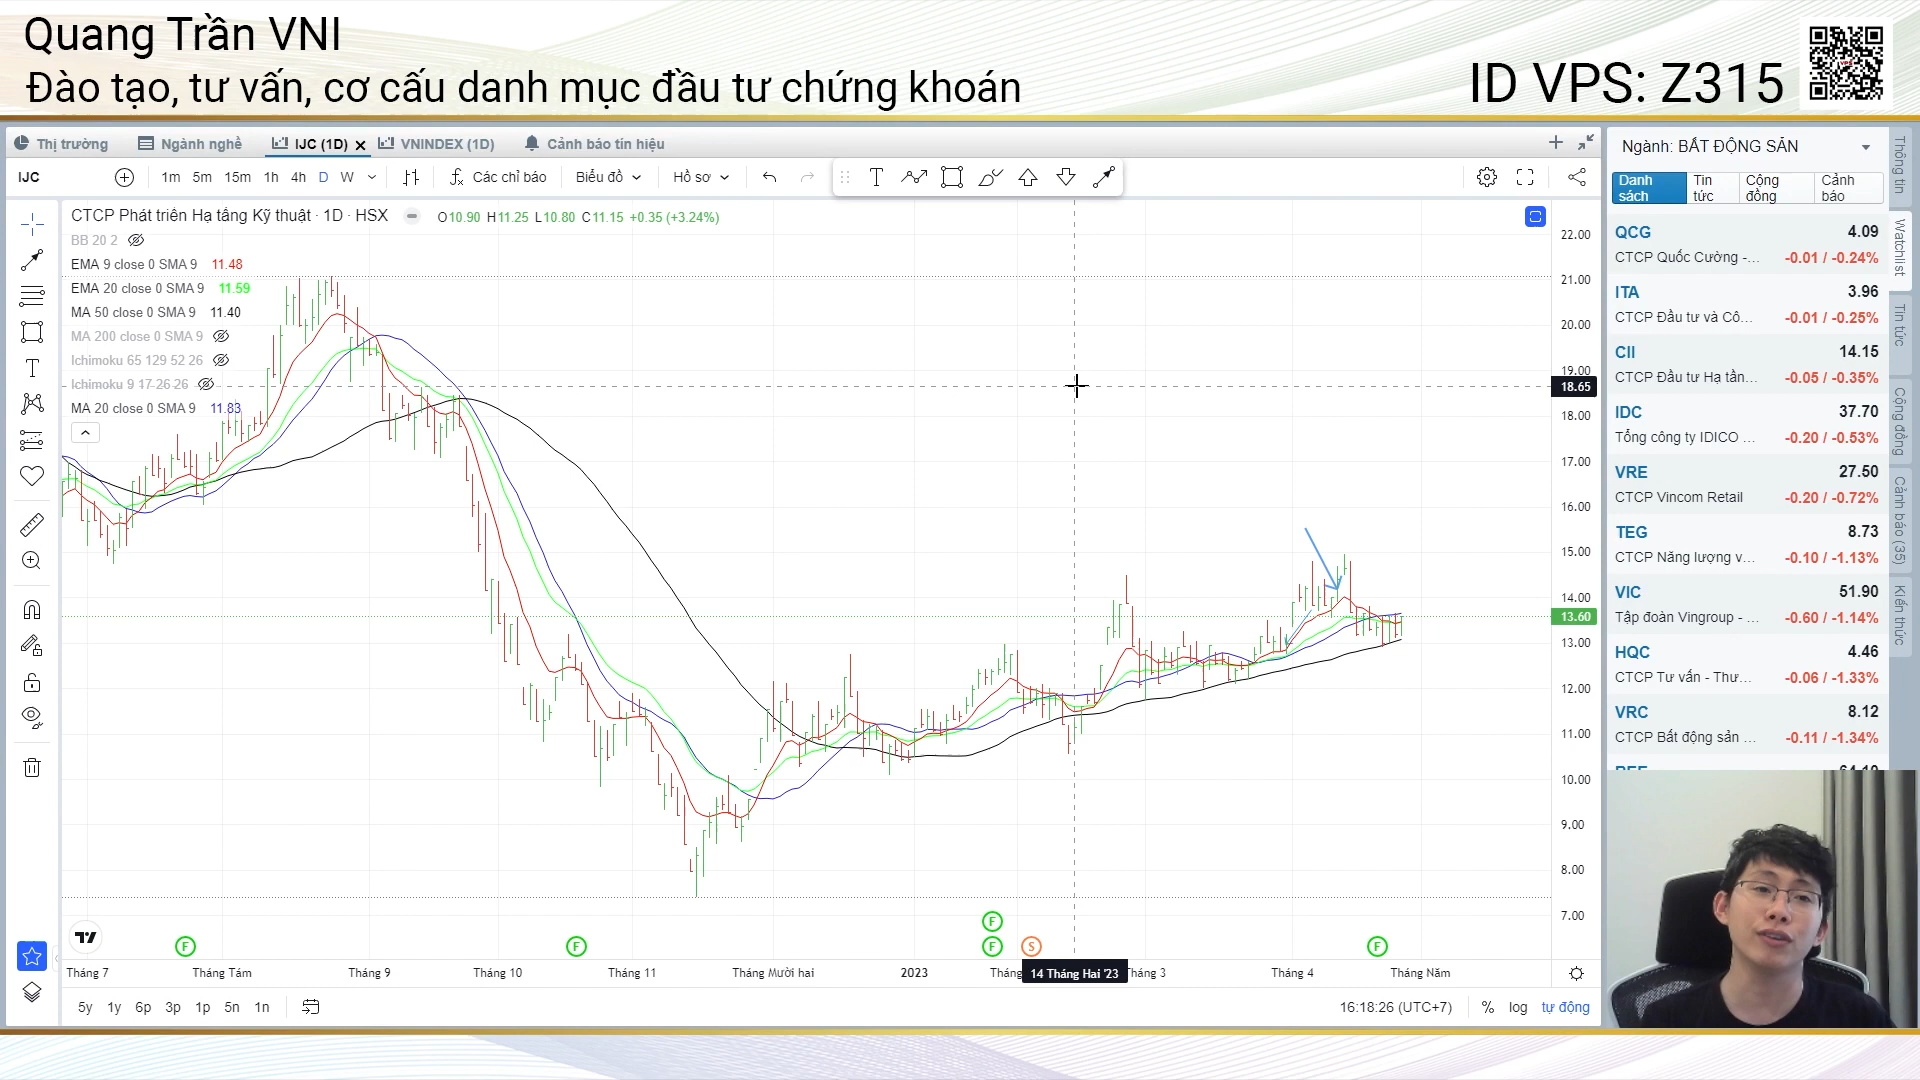 Quang Trần VNI
Đào tạo, tư vấn, cơ cấu danh mục đầu tư chứng khoán
ID VPS: Z315
Thị trường
Ngành nghề
IJC (1D)
VNINDEX (1D)
Cảnh báo tín hiệu
IJC
1m 5m 15m 1h 4h D W
Các chỉ báo
Biểu đồ
Hồ sơ
CTCP Phát triển Hạ tầng Kỹ thuật · 1D · HSX
O10.90 H11.25 L10.80 C11.15 +0.35 (+3.24%)
BB 20 2
EMA 9 close 0 SMA 9 11.48
EMA 20 close 0 SMA 9 11.59
MA 50 close 0 SMA 9 11.40
MA 200 close 0 SMA 9
Ichimoku 65 129 52 26
Ichimoku 9 17 26 26
MA 20 close 0 SMA 9 11.83
22.00
21.00
20.00
19.00
18.65
18.00
17.00
16.00
15.00
14.00
13.60
13.00
12.00
11.00
10.00
9.00
8.00
7.00
F
F
F
F
S
F
Tháng 7
Tháng Tám
Tháng 9
Tháng 10
Tháng 11
Tháng Mười hai
2023
14 Tháng Hai '23
Tháng 3
Tháng 4
Tháng Năm
5y 1y 6p 3p 1p 5n 1n
16:18:26 (UTC+7)
% log tự động
Ngành: BẤT ĐỘNG SẢN
Danh sách
Tin tức
Cộng đồng
Cảnh báo
QCG 4.09
CTCP Quốc Cường -... -0.01 / -0.24%
ITA 3.96
CTCP Đầu tư và Cô... -0.01 / -0.25%
CII 14.15
CTCP Đầu tư Hạ tần... -0.05 / -0.35%
IDC 37.70
Tổng công ty IDICO ... -0.20 / -0.53%
VRE 27.50
CTCP Vincom Retail -0.20 / -0.72%
TEG 8.73
CTCP Năng lượng v... -0.10 / -1.13%
VIC 51.90
Tập đoàn Vingroup - ... -0.60 / -1.14%
HQC 4.46
CTCP Tư vấn - Thư... -0.06 / -1.33%
VRC 8.12
CTCP Bất động sản ... -0.11 / -1.34%
Thông tin
Watchlist
Tin tức
Cộng đồng
Cảnh báo (35)
Kiến thức